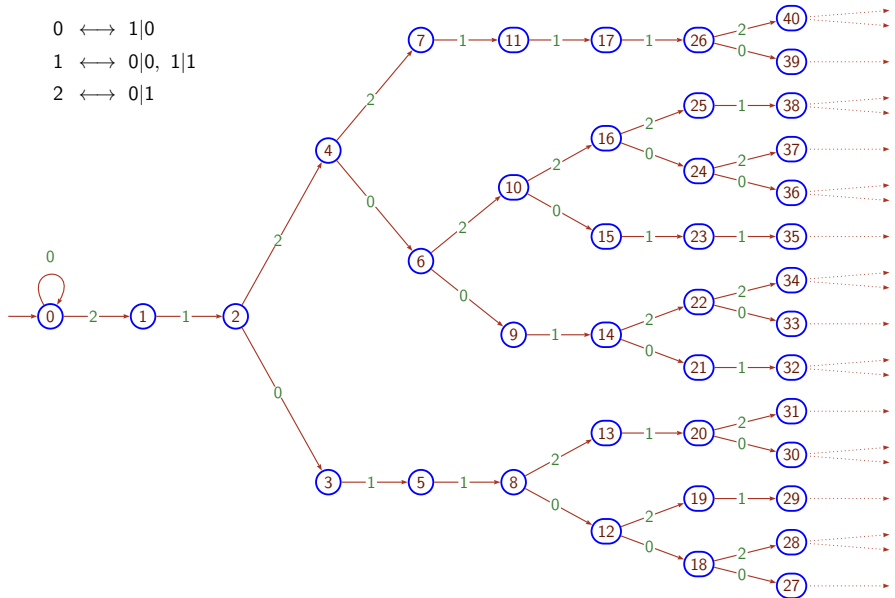 0 ⟷ 1|0
1 ⟷ 0|0, 1|1
2 ⟷ 0|1
0
0 2 1 1 2
2 4 2 7 1 11 1 17 1 26 2 40
0 39
0 6 2 10 2 16 2 25 1 38
0 24 2 37
0 36
0 15 1 23 1 35
0 9 1 14 2 22 2 34
0 33
0 21 1 32
0 3 1 5 1 8 2 13 1 20 2 31
0 30
0 12 2 19 1 29
0 18 2 28
0 27